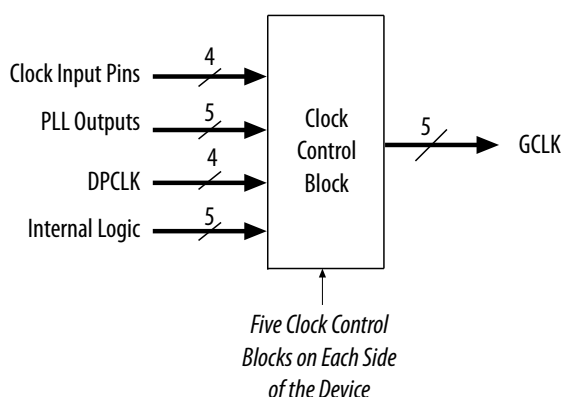 Clock Input Pins
4
PLL Outputs
5
DPCLK
4
Internal Logic
5
Clock
Control
Block
5
GCLK
Five Clock Control
Blocks on Each Side
of the Device